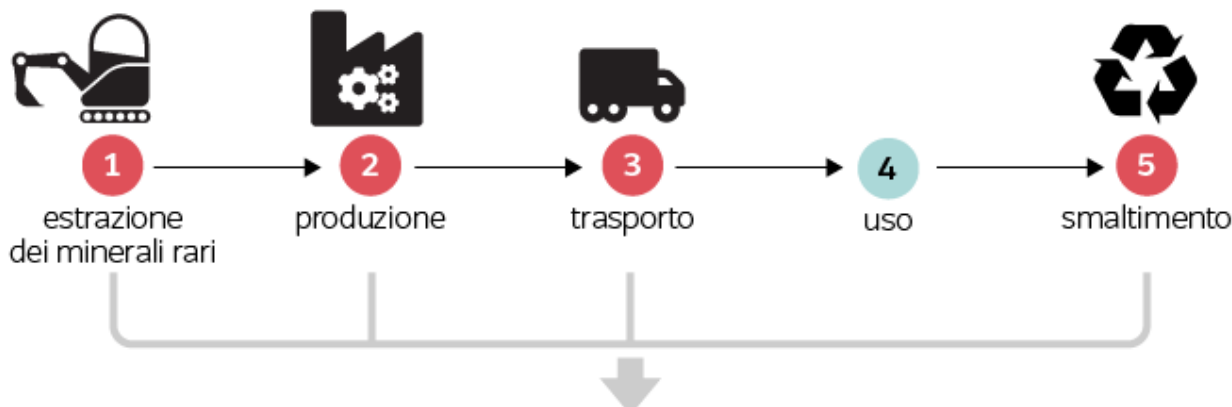 1
2
3
4
5
estrazione
dei minerali rari
produzione
trasporto
uso
smaltimento